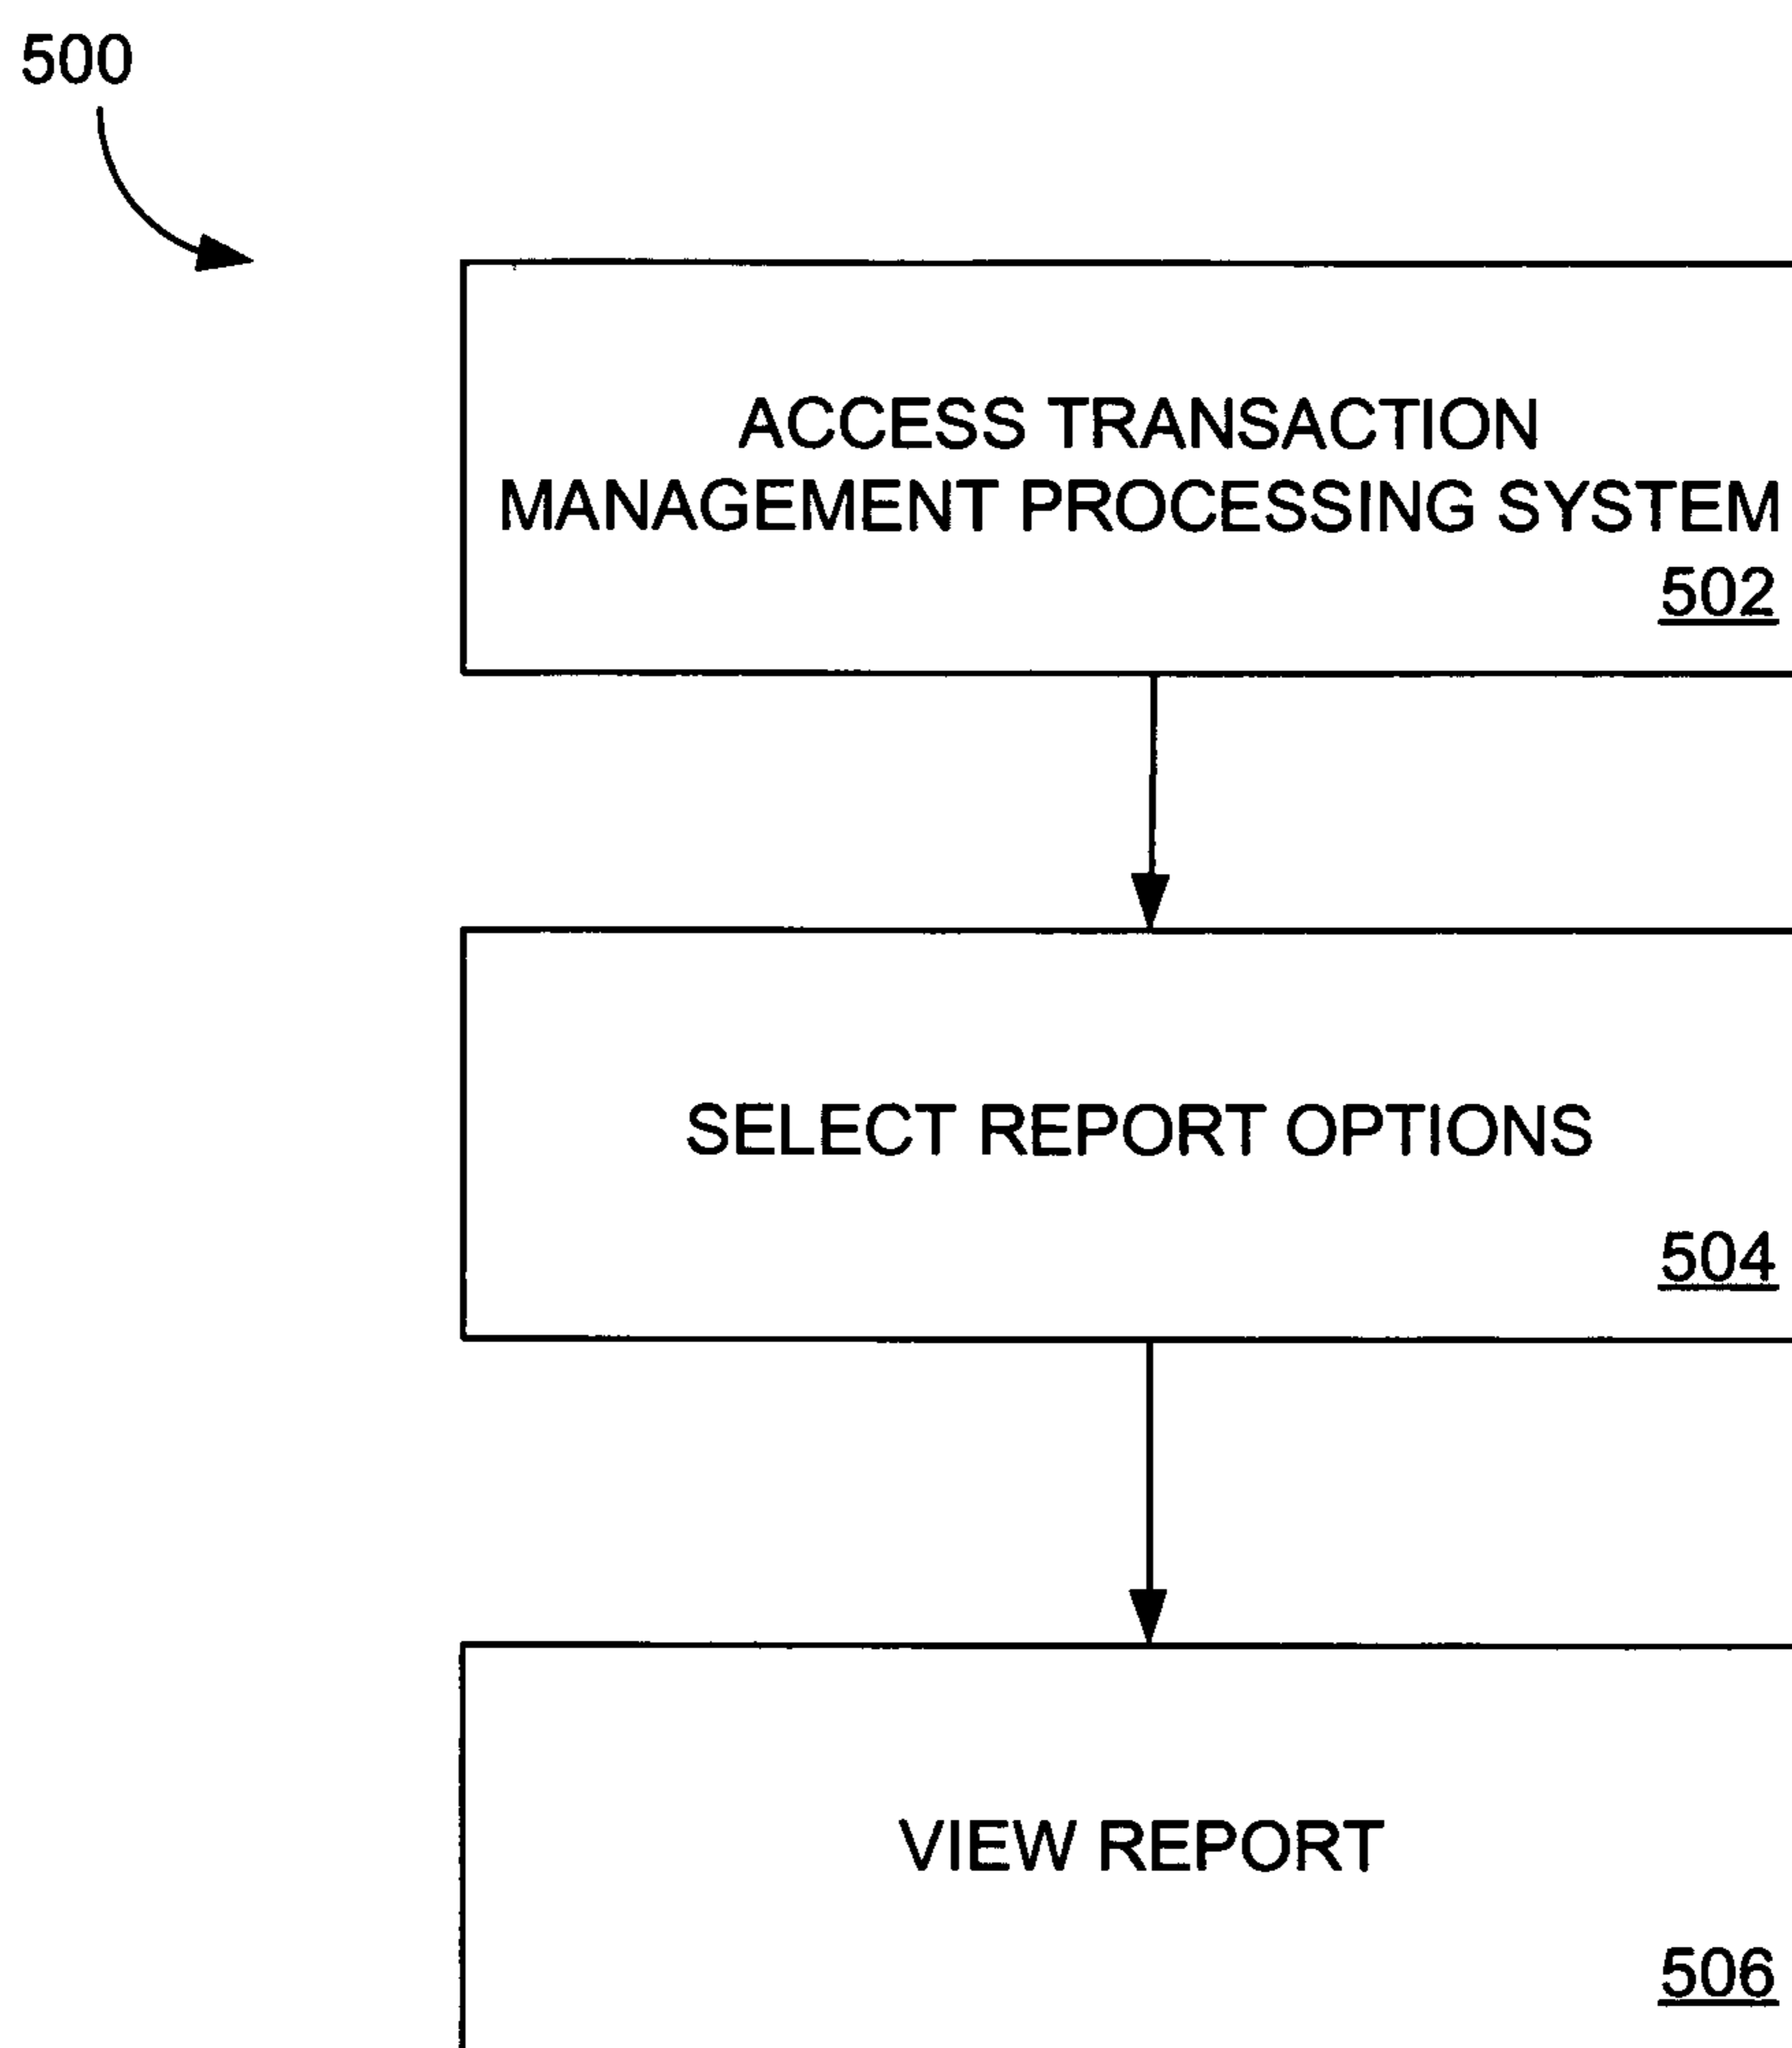 500
ACCESS TRANSACTION
MANAGEMENT PROCESSING SYSTEM
502
SELECT REPORT OPTIONS
504
VIEW REPORT
506